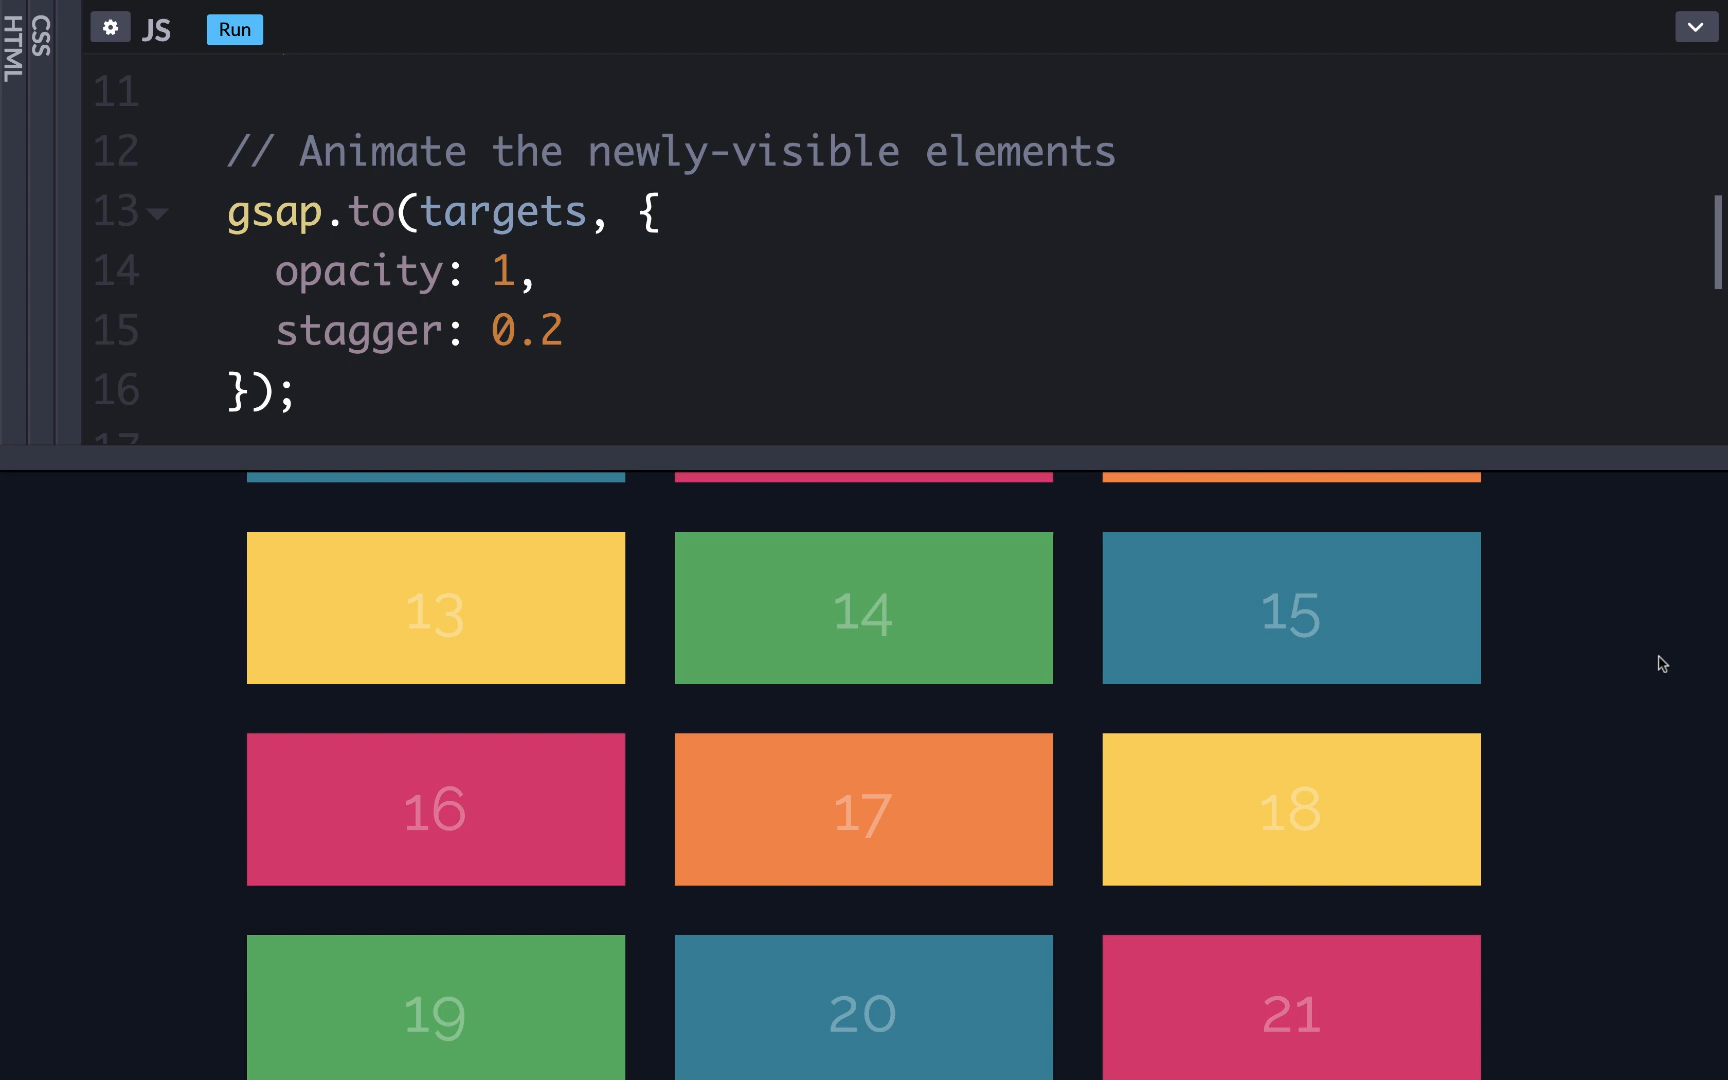 HTML
CSS
JS
Run
11
12 // Animate the newly-visible elements
13 gsap.to(targets, {
14 opacity: 1,
15 stagger: 0.2
16 });
17
13 14 15
16 17 18
19 20 21